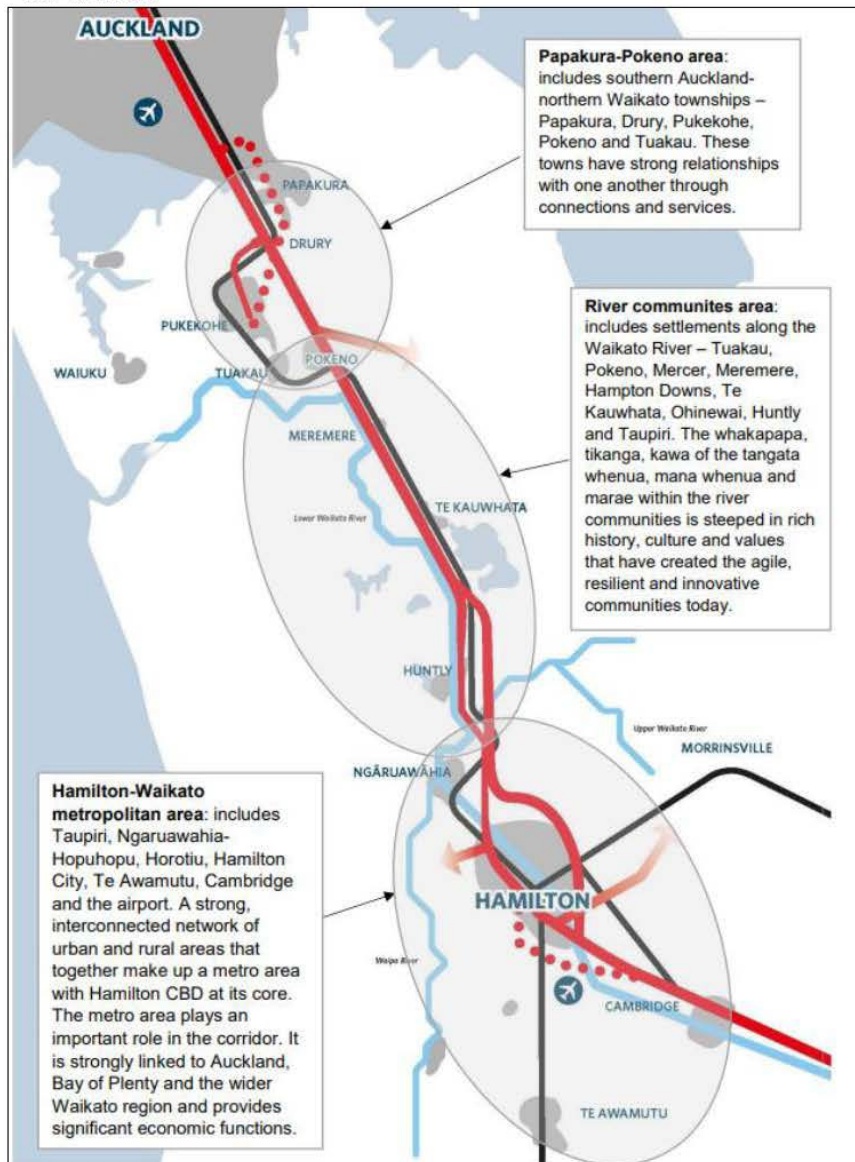 AUCKLAND
Papakura-Pokeno area:
includes southern Auckland-
northern Waikato townships –
Papakura, Drury, Pukekohe,
Pokeno and Tuakau. These
towns have strong relationships
with one another through
connections and services.
PAPAKURA
DRURY
PUKEKOHE
WAIUKU
TUAKAU
POKENO
River communites area:
includes settlements along the
Waikato River – Tuakau,
Pokeno, Mercer, Meremere,
Hampton Downs, Te
Kauwhata, Ohinewai, Huntly
and Taupiri. The whakapapa,
tikanga, kawa of the tangata
whenua, mana whenua and
marae within the river
communities is steeped in rich
history, culture and values
that have created the agile,
resilient and innovative
communities today.
MEREMERE
Lower Waikato River
TE KAUWHATA
HUNTLY
Upper Waikato River
MORRINSVILLE
NGĀRUAWĀHIA
Hamilton-Waikato
metropolitan area: includes
Taupiri, Ngaruawahia-
Hopuhopu, Horotiu, Hamilton
City, Te Awamutu, Cambridge
and the airport. A strong,
interconnected network of
urban and rural areas that
together make up a metro area
with Hamilton CBD at its core.
The metro area plays an
important role in the corridor. It
is strongly linked to Auckland,
Bay of Plenty and the wider
Waikato region and provides
significant economic functions.
HAMILTON
Waipa River
CAMBRIDGE
TE AWAMUTU